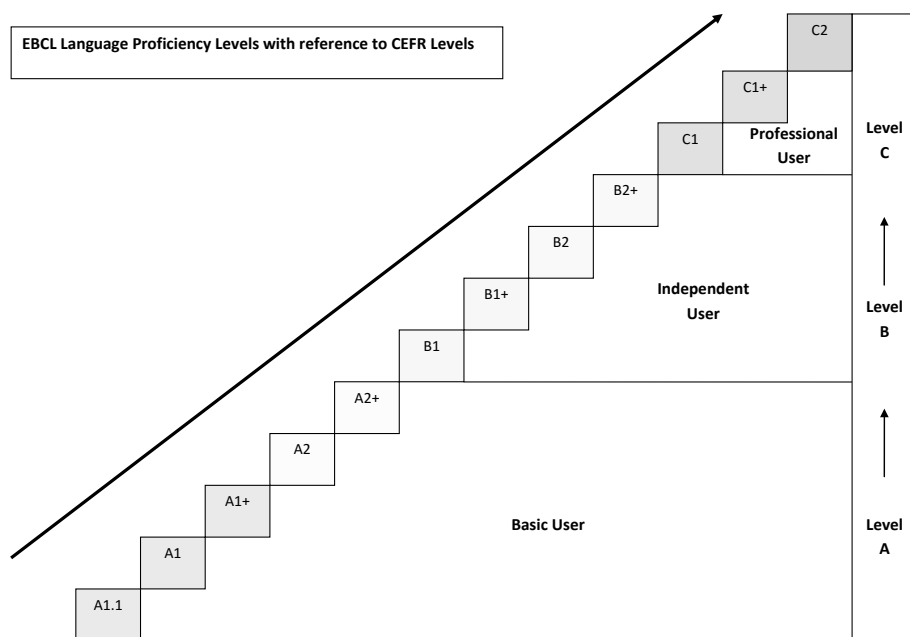 EBCL Language Proficiency Levels with reference to CEFR Levels
C2
C1+
C1
Professional
User
Level
C
B2+
B2
B1+
B1
Independent
User
Level
B
A2+
A2
A1+
A1
A1.1
Basic User
Level
A